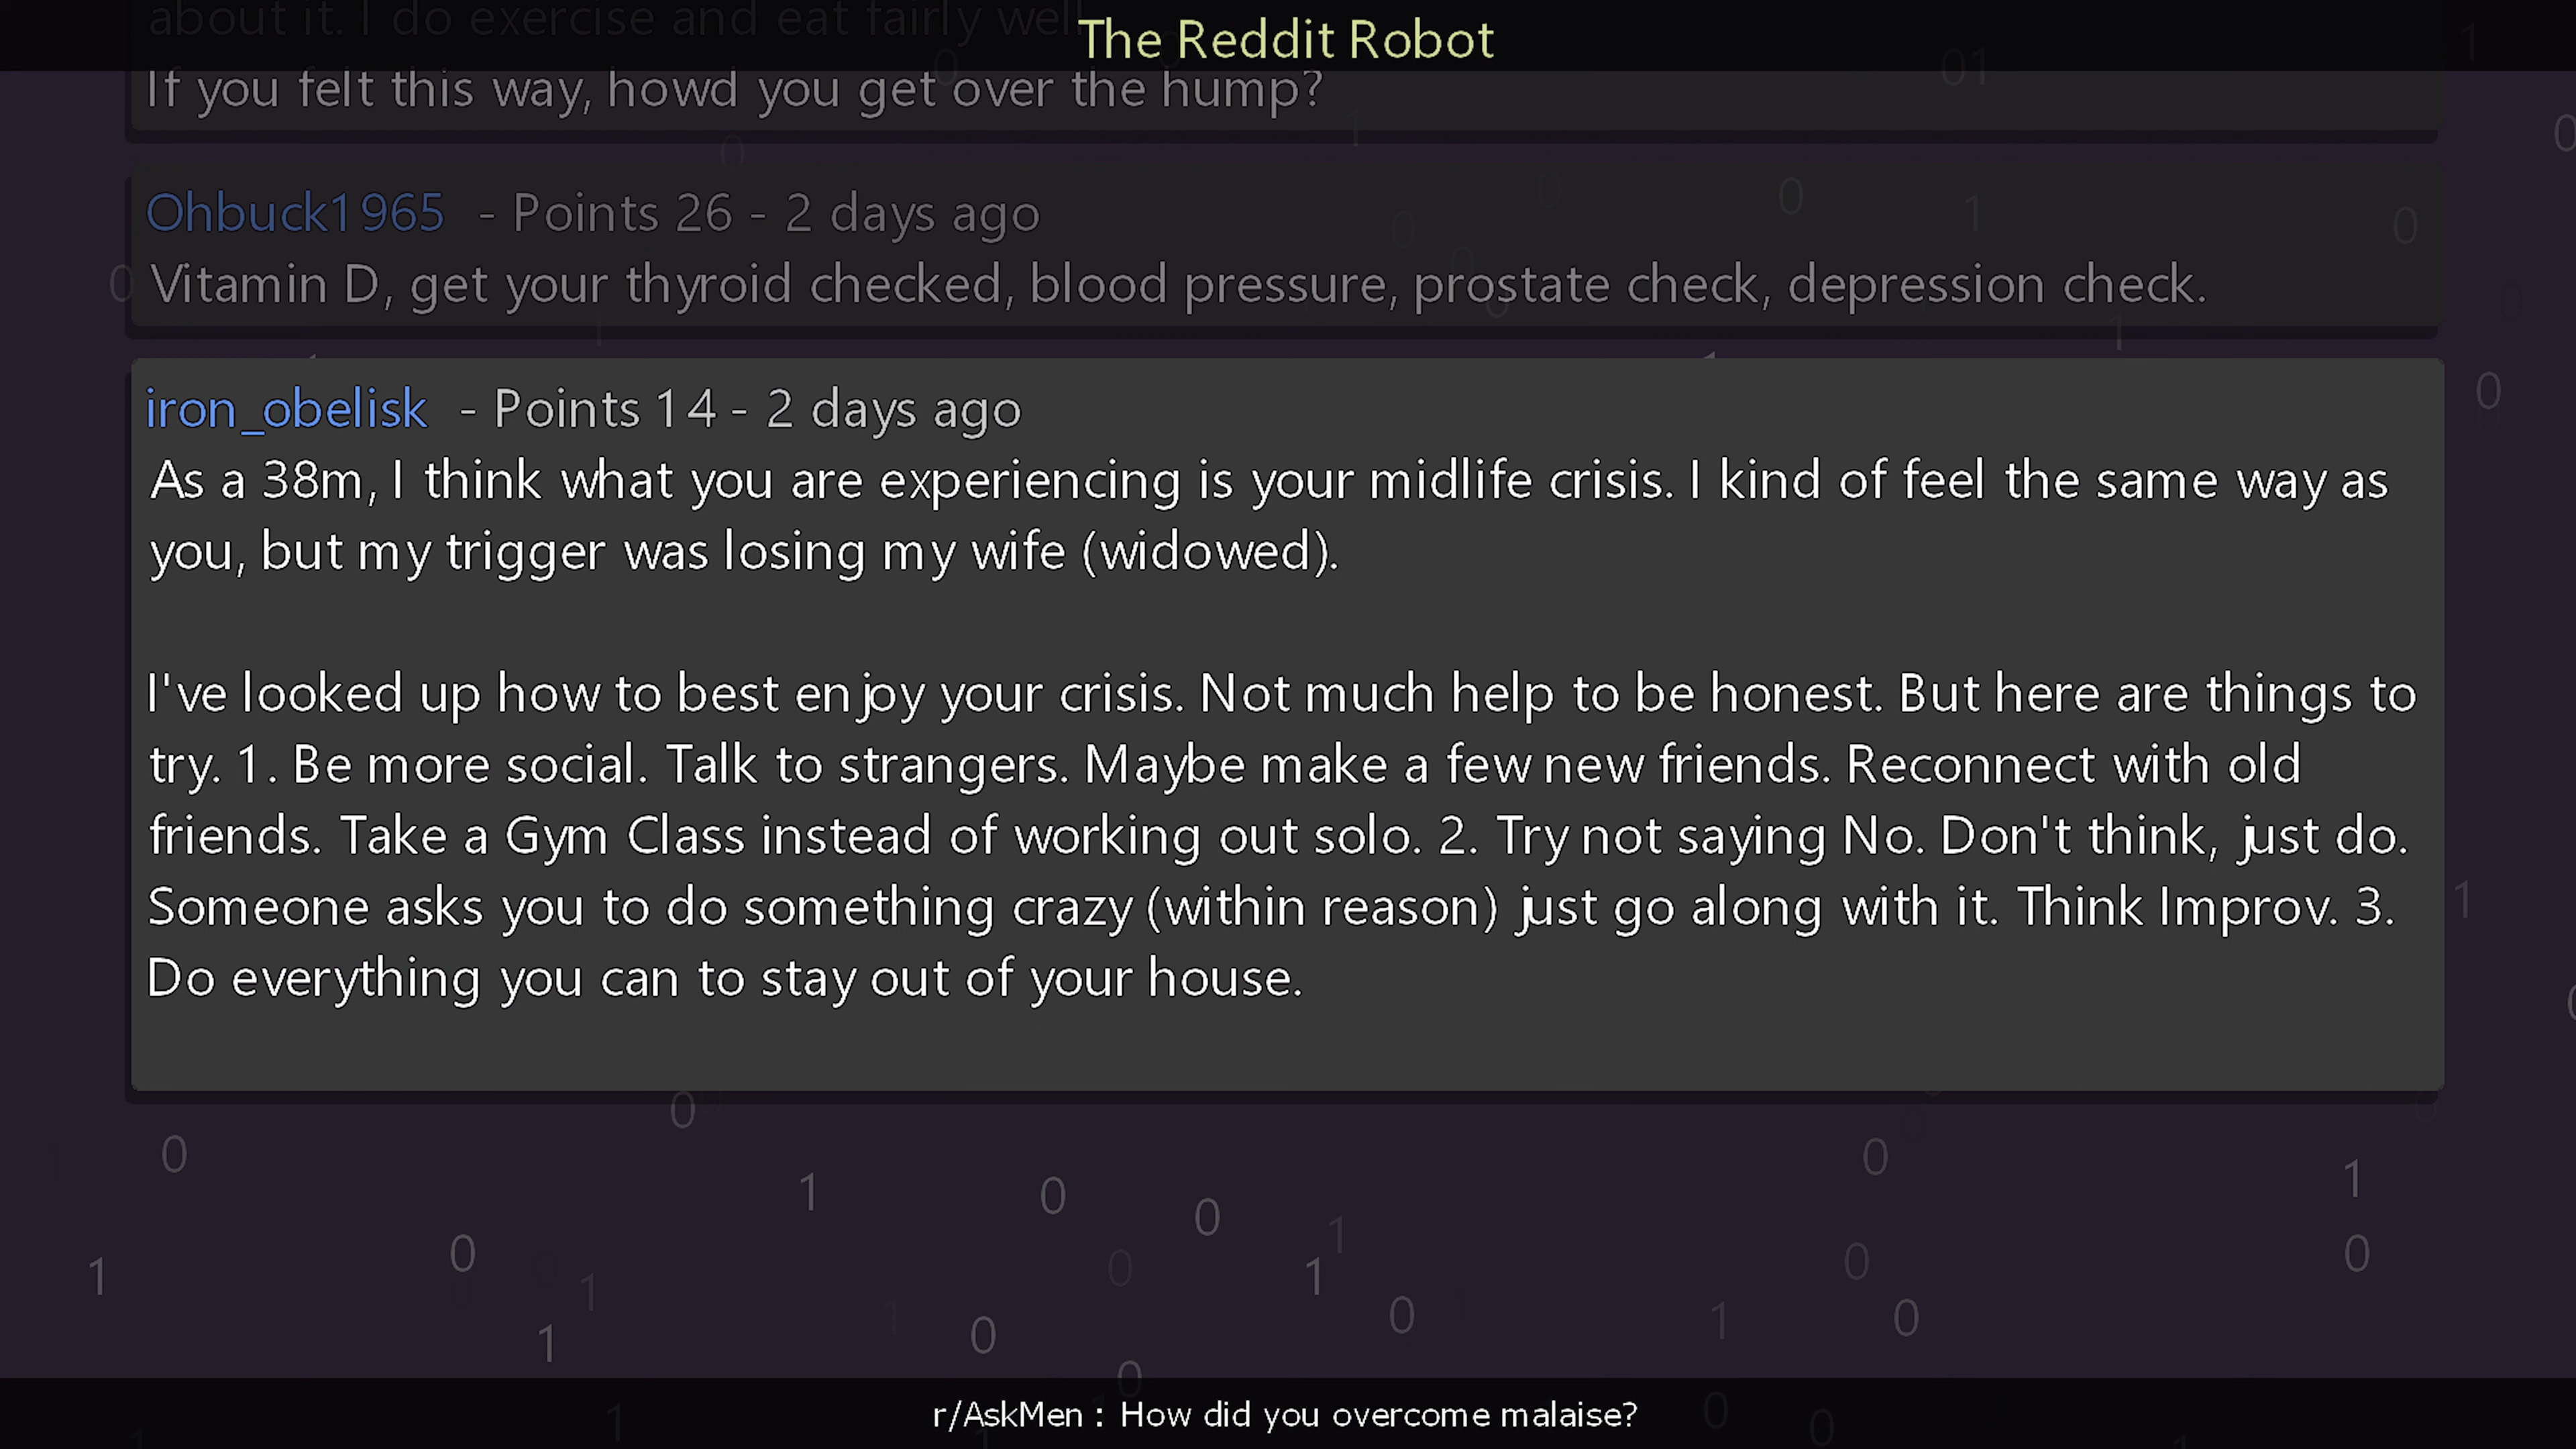 about it. I do exercise and eat fairly well.
The Reddit Robot
If you felt this way, howd you get over the hump?
Ohbuck1965 - Points 26 - 2 days ago
Vitamin D, get your thyroid checked, blood pressure, prostate check, depression check.
iron_obelisk - Points 14 - 2 days ago
As a 38m, I think what you are experiencing is your midlife crisis. I kind of feel the same way as
you, but my trigger was losing my wife (widowed).
I've looked up how to best enjoy your crisis. Not much help to be honest. But here are things to
try. 1. Be more social. Talk to strangers. Maybe make a few new friends. Reconnect with old
friends. Take a Gym Class instead of working out solo. 2. Try not saying No. Don't think, just do.
Someone asks you to do something crazy (within reason) just go along with it. Think Improv. 3.
Do everything you can to stay out of your house.
r/AskMen : How did you overcome malaise?